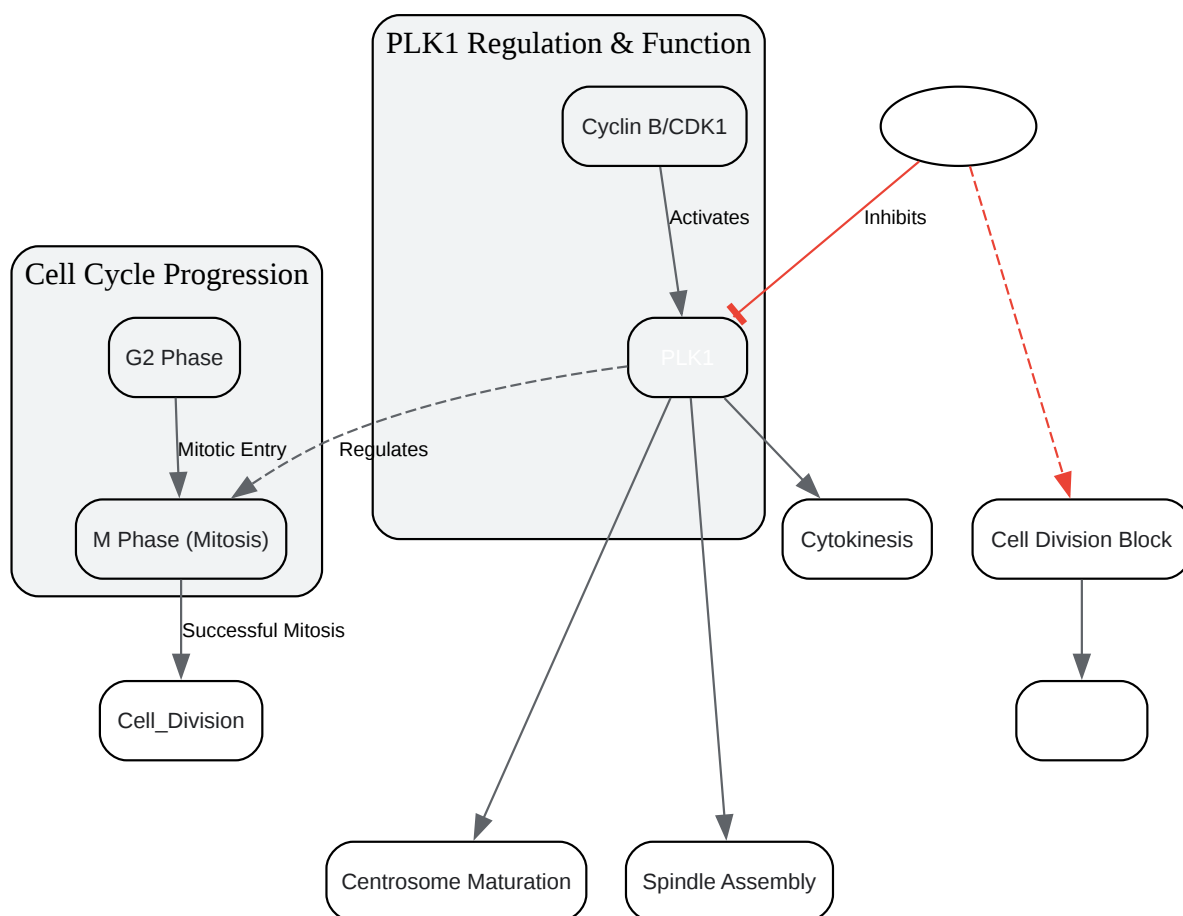 PLK1 Regulation & Function
Cyclin B/CDK1
Activates
Inhibits
Cell Cycle Progression
G2 Phase
PLK1
Mitotic Entry
Regulates
M Phase (Mitosis)
Cytokinesis
Cell Division Block
Successful Mitosis
Cell_Division
Centrosome Maturation
Spindle Assembly